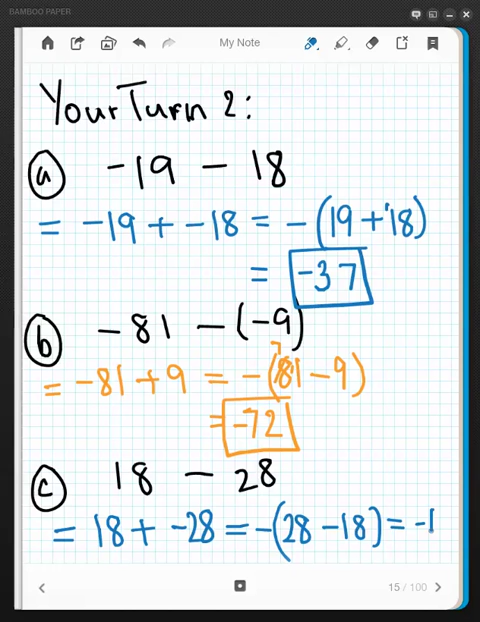 BAMBOO PAPER
My Note
Your Turn 2:
(a) -19 - 18
= -19 + -18 = -(19 + 18)
= -37
(b) -81 - (-9)
= -81 + 9 = -(81 - 9)
= -72
(c) 18 - 28
= 18 + -28 = -(28 - 18) = -1
15 / 100